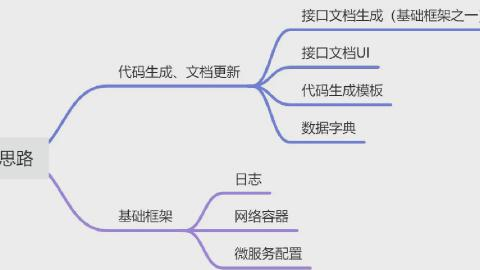 思路
代码生成、文档更新
接口文档生成（基础框架之一
接口文档UI
代码生成模板
数据字典
基础框架
日志
网络容器
微服务配置